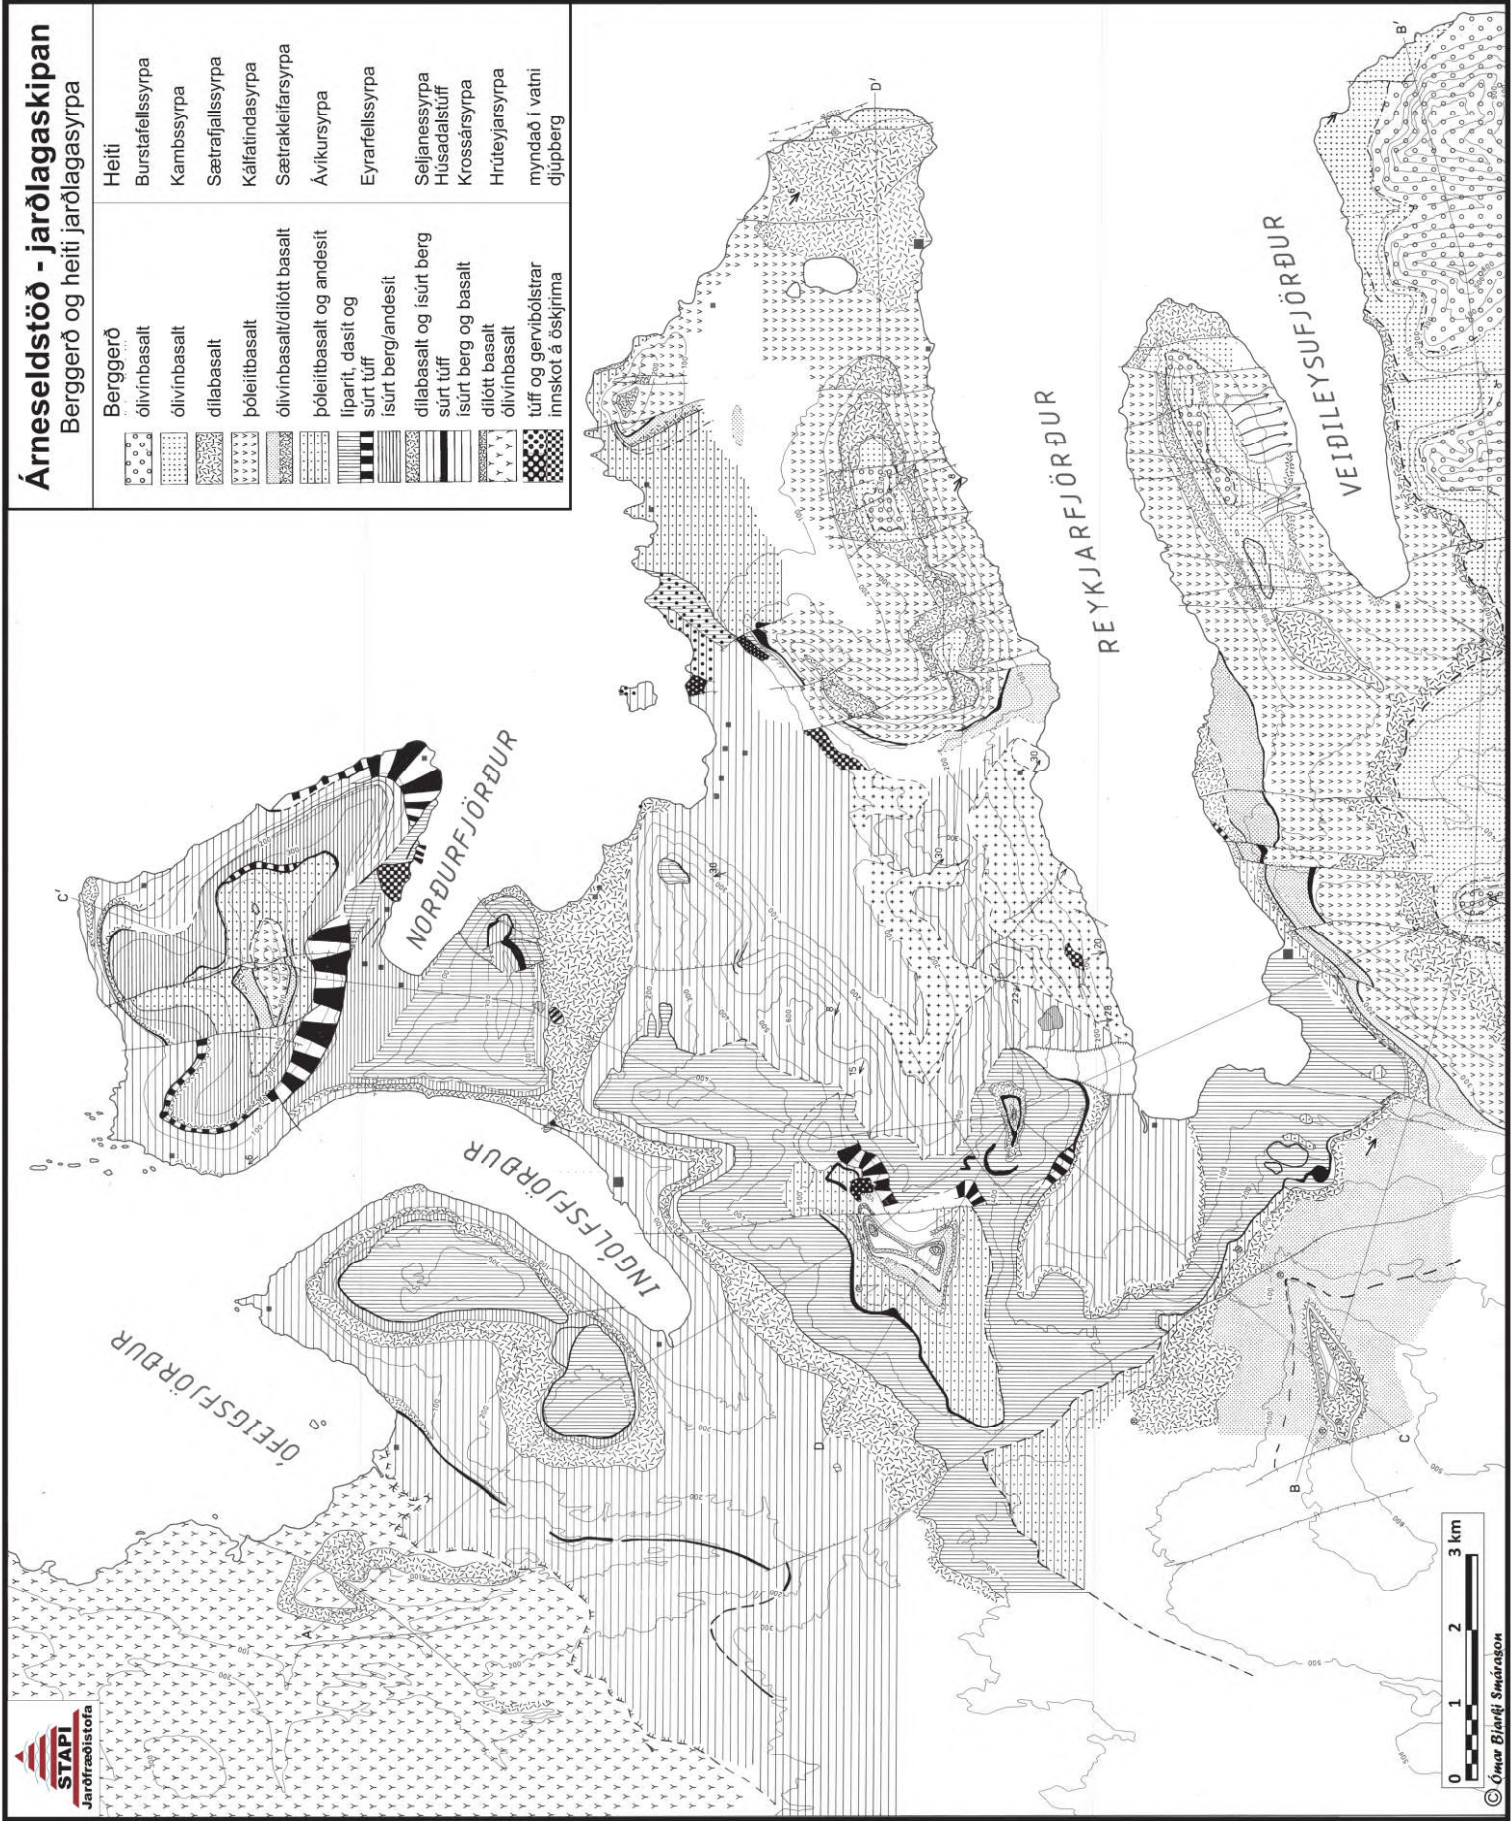 Árneseldstöð - jarðlagaskipan
Berggerð og heiti jarðlagasyrpa
Berggerð
Heiti
ólivínbasalt
Burstafellssyrpa
ólivínbasalt
Kambssyrpa
dílabasalt
Sætrafjallssyrpa
þóleiítbasalt
Kálfatindasyrpa
ólivínbasalt/dílótt basalt
Sætrakleifarsyrpa
þóleiítbasalt og andesít
Ávíkursyrpa
líparít, dasít og
súrt túff
ísúrt berg/andesít
Eyrarfellssyrpa
dílabasalt og ísúrt berg
Seljanessyrpa
súrt túff
Húsadalstúff
ísúrt berg og basalt
Krossársyrpa
dílótt basalt
ólivínbasalt
Hrúteyjarsyrpa
túff og gervibólstrar
myndað í vatni
innskot á öskjrima
djúpberg
NORÐURFJÖRÐUR
INGÓLFSFJÖRÐUR
ÓFEIGSFJÖRÐUR
REYKJARFJÖRÐUR
VEIÐILEYSUFJÖRÐUR
A
A'
B
B'
C
C'
D
D'
STAPI
Jarðfræðistofa
0 1 2 3 km
© Ómar Bjarki Smárason